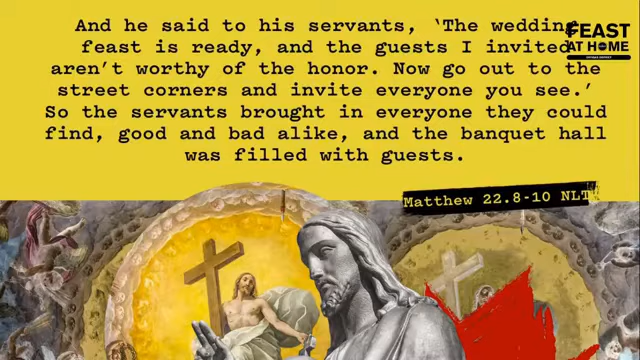 And he said to his servants, ‘The wedding
feast is ready, and the guests I invited
aren’t worthy of the honor. Now go out to the
street corners and invite everyone you see.’
So the servants brought in everyone they could
find, good and bad alike, and the banquet hall
was filled with guests.
Matthew 22.8-10 NLT
FEAST
AT HOME